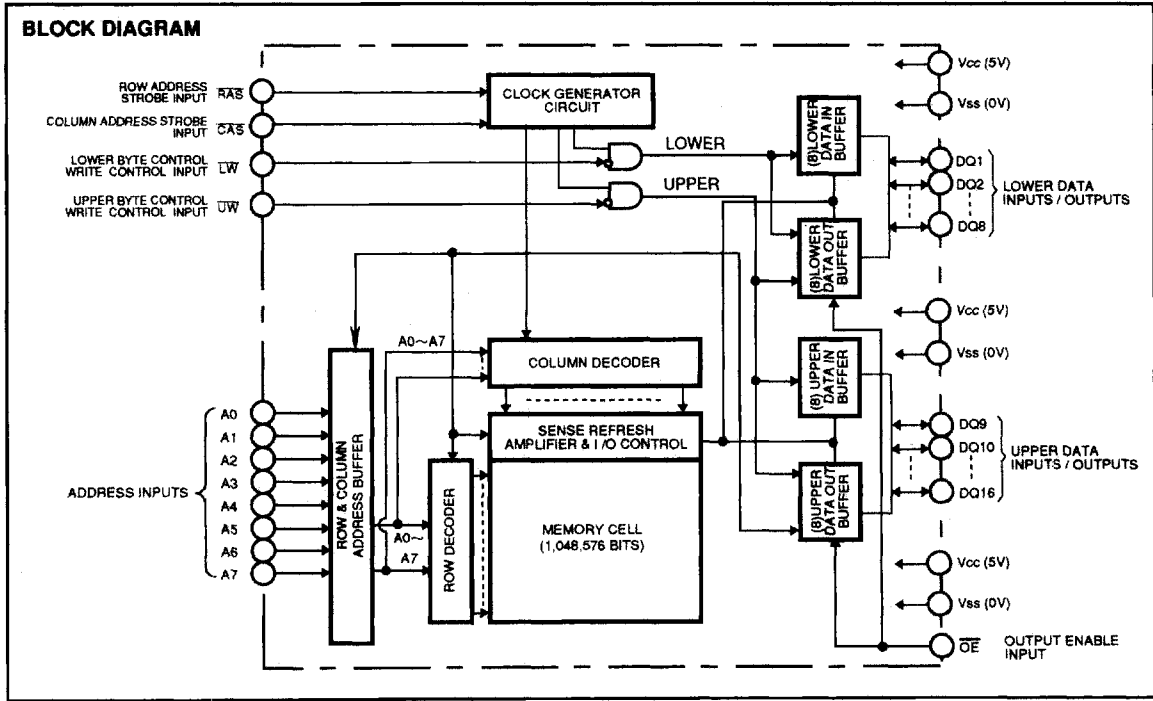 BLOCK DIAGRAM
ROW ADDRESS
STROBE INPUT RAS
COLUMN ADDRESS STROBE
INPUT CAS
LOWER BYTE CONTROL
WRITE CONTROL INPUT LW
UPPER BYTE CONTROL
WRITE CONTROL INPUT UW
CLOCK GENERATOR
CIRCUIT
LOWER
UPPER
(8)LOWER
DATA IN
BUFFER
(8)LOWER
DATA OUT
BUFFER
Vcc (5V)
Vss (0V)
DQ1
DQ2
DQ8
LOWER DATA
INPUTS / OUTPUTS
Vcc (5V)
Vss (0V)
A0~A7
COLUMN DECODER
SENSE REFRESH
AMPLIFIER & I/O CONTROL
MEMORY CELL
(1,048,576 BITS)
ROW DECODER
A0~
A7
ROW & COLUMN
ADDRESS BUFFER
ADDRESS INPUTS
A0
A1
A2
A3
A4
A5
A6
A7
(8) UPPER
DATA IN
BUFFER
(8)UPPER
DATA OUT
BUFFER
DQ9
DQ10
DQ16
UPPER DATA
INPUTS / OUTPUTS
Vcc (5V)
Vss (0V)
OE
OUTPUT ENABLE
INPUT